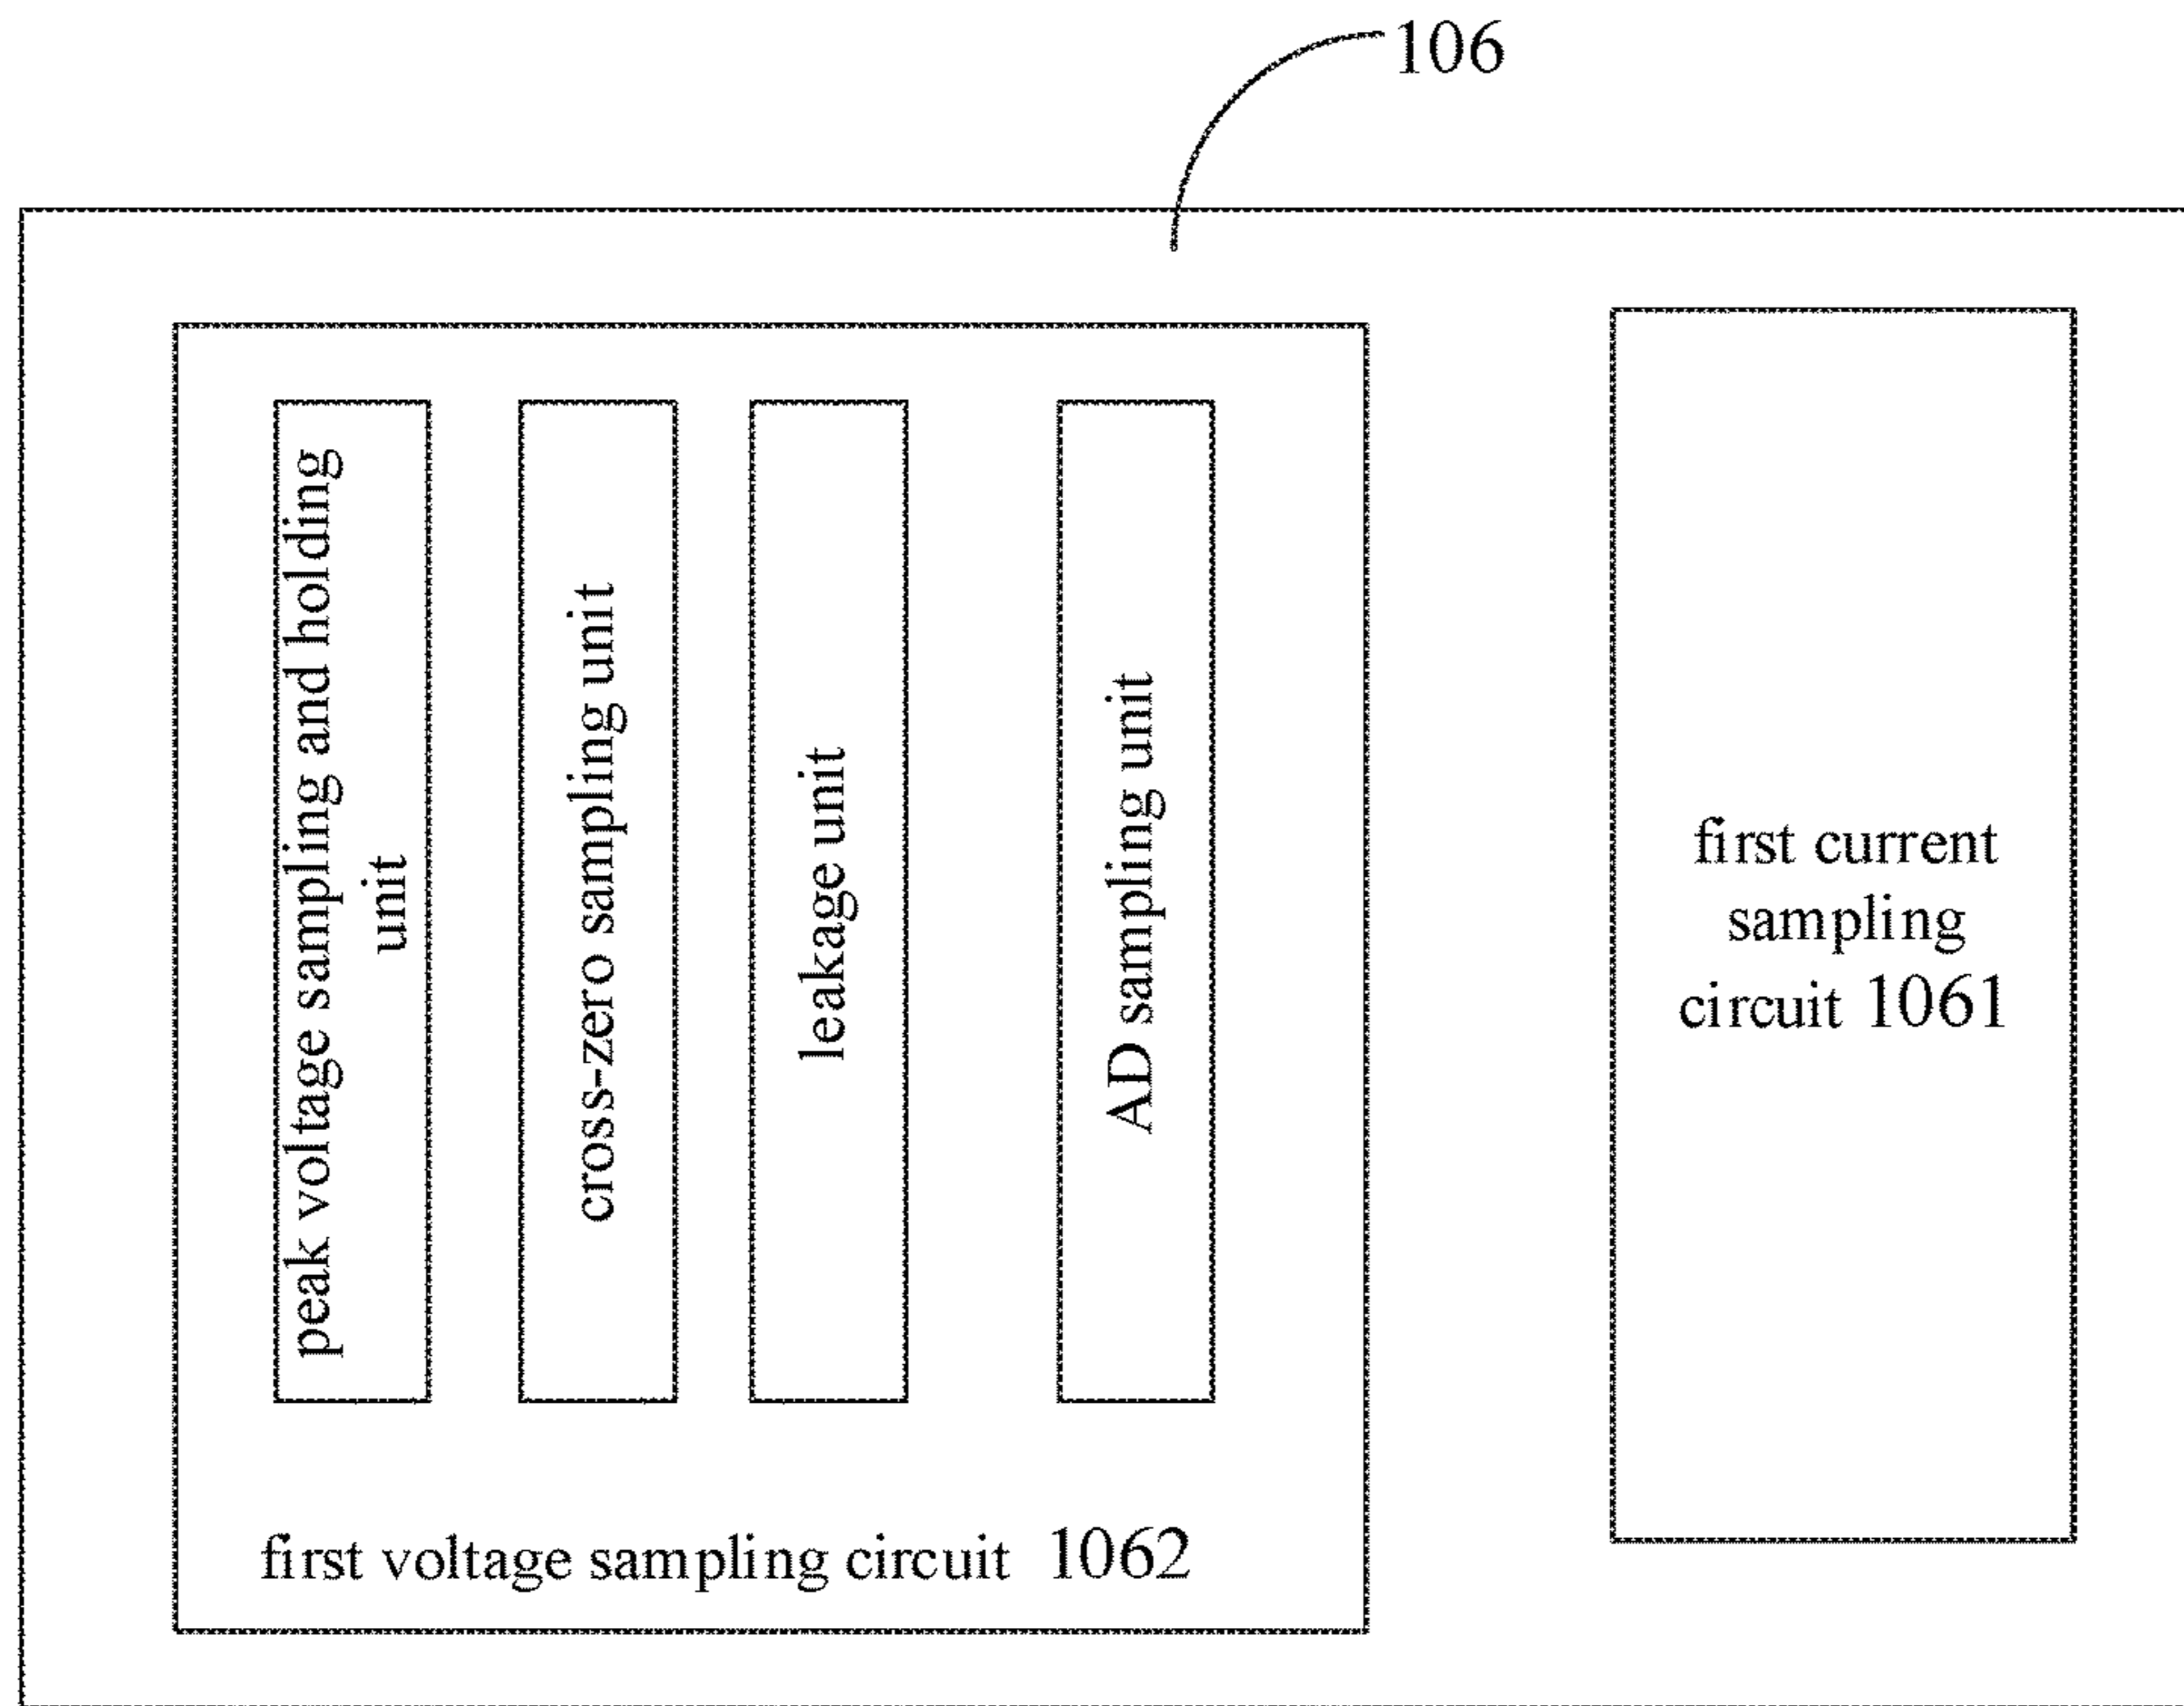 106
peak voltage sampling and holding
unit
cross-zero sampling unit
leakage unit
AD sampling unit
first voltage sampling circuit 1062
first current
sampling
circuit 1061